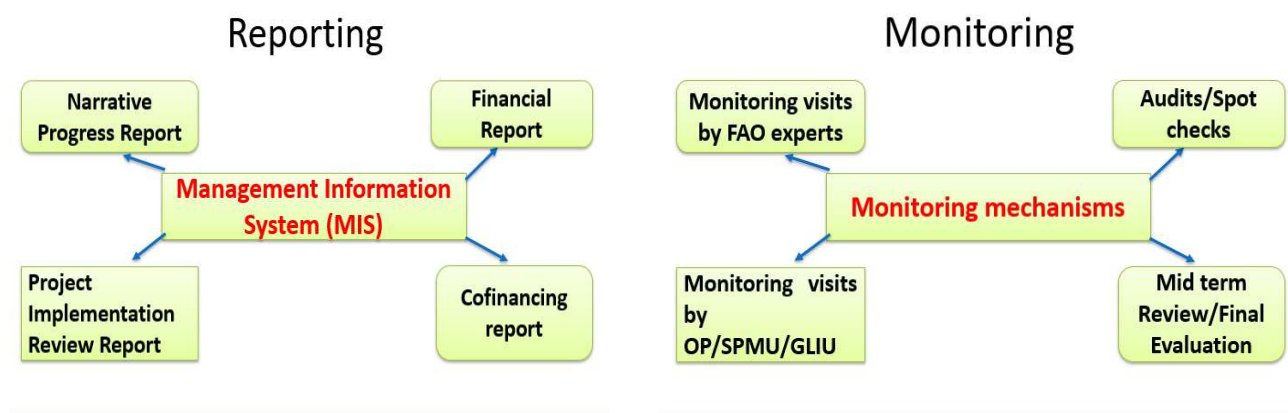 Reporting
Narrative
Progress Report
Financial
Report
Management Information
System (MIS)
Project
Implementation
Review Report
Cofinancing
report
Monitoring
Monitoring visits
by FAO experts
Audits/Spot
checks
Monitoring mechanisms
Monitoring visits
by
OP/SPMU/GLIU
Mid term
Review/Final
Evaluation